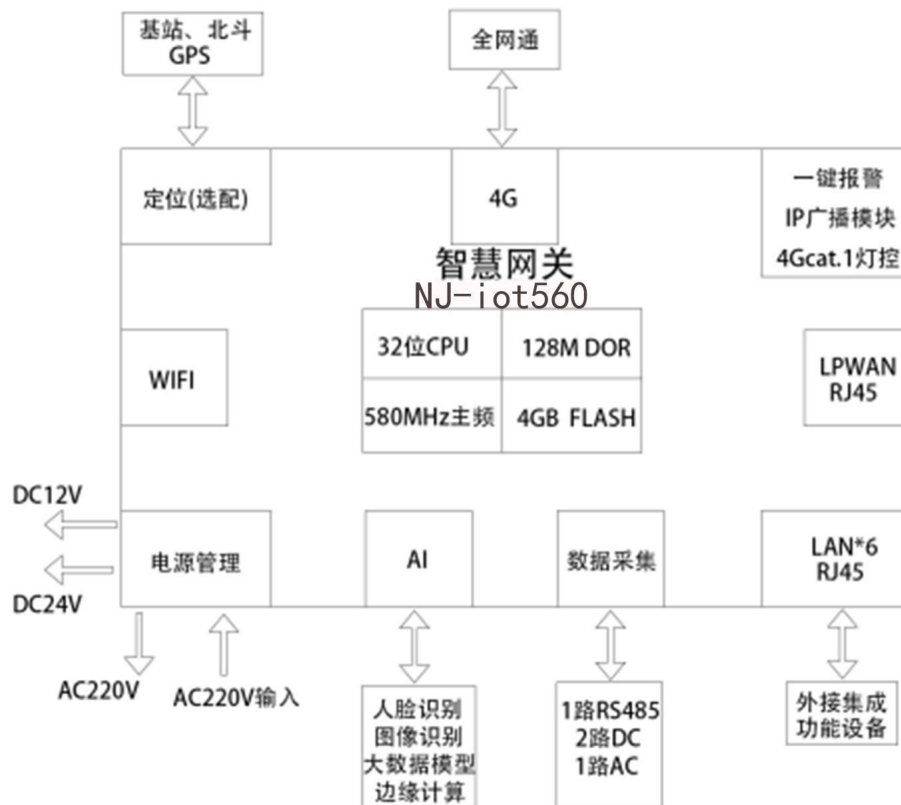 基站、北斗
GPS
全网通
定位(选配)
4G
一键报警
IP广播模块
4Gcat.1灯控
智慧网关
NJ-iot560
32位CPU
128M DOR
580MHz主频
4GB FLASH
WIFI
LPWAN
RJ45
DC12V
DC24V
电源管理
AI
数据采集
LAN*6
RJ45
AC220V
AC220V输入
人脸识别
图像识别
大数据模型
边缘计算
1路RS485
2路DC
1路AC
外接集成
功能设备